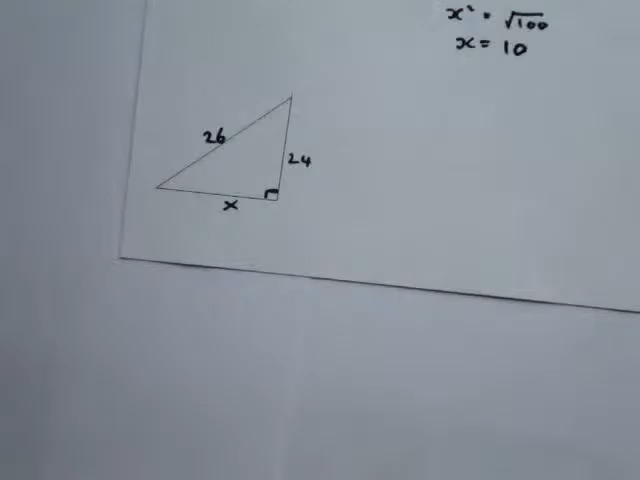 x² = √100
x = 10
26
24
x